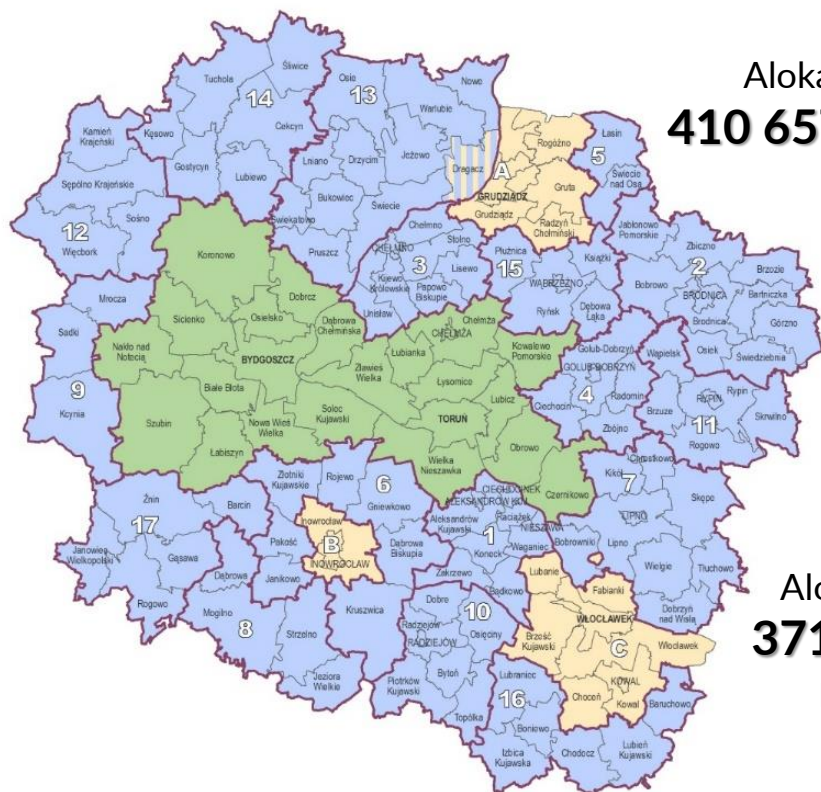 Śliwice
Tuchola
14
Cekcyn
Kęsowo
Gostycyn
Lubiewo
Osie
13
Nowe
Warlubie
Lniano
Drzycim
Jeżewo
Dragacz
Bukowiec
Świekatowo
Świecie
Pruszcz
Aloka
410 65
Kamień
Krajeński
Sępólno Krajeńskie
Sośno
12
Więcbork
A
Rogóźno
GRUDZIĄDZ
Gruta
Grudziądz
Radzyń
Chełmiński
Łasin
5
Świecie
nad Osą
Chełmno
CHEŁMNO
Stolno
3
Kijewo
Królewskie
Lisewo
Papowo
Biskupie
Unisław
Płużnica
15
Książki
WĄBRZEŹNO
Ryńsk
Dębowa
Łąka
Jabłonowo
Pomorskie
Zbiczno
2
Brzozie
Bobrowo
BRODNICA
Bartniczka
Brodnica
Górzno
Osiek
Świedziebnia
Koronowo
Dobrcz
Sicienko
Osielsko
Dąbrowa
Chełmińska
Nakło nad
Notecią
BYDGOSZCZ
Białe Błota
Szubin
Nowa Wieś
Wielka
Solec
Kujawski
Łabiszyn
Zławieś
Wielka
Łubianka
Chełmża
CHEŁMŻA
Kowalewo
Pomorskie
Łysomice
TORUŃ
Lubicz
Wielka
Nieszawka
Obrowo
Czernikowo
Mrocza
Sadki
9
Kcynia
Golub-Dobrzyń
GOLUB-DOBRZYŃ
Wąpielsk
4
Radomin
Ciechocin
Zbójno
Rypin
RYPIN
Brzuze
Skrwilno
11
Rogowo
Złotniki
Kujawskie
Rojewo
6
Gniewkowo
Inowrocław
B
INOWROCŁAW
Pakość
Dąbrowa
Biskupia
Janikowo
Kruszwica
CIECHOCINEK
ALEKSANDRÓW KUJ.
Aleksandrów
Kujawski
Raciążek
NIESZAWA
1
Koneck
Waganiec
Zakrzewo
Bądkowo
Bobrowniki
Chrostkowo
Kikół
7
Skępe
LIPNO
Lipno
Wielgie
Tłuchowo
Dobrzyń
nad Wisłą
Żnin
Barcin
17
Janowiec
Wielkopolski
Gąsawa
Rogowo
Dąbrowa
Mogilno
8
Strzelno
Jeziora
Wielkie
Dobre
10
Radziejów
RADZIEJÓW
Osięciny
Bytoń
Piotrków
Kujawski
Topólka
Lubanie
Fabianki
WŁOCŁAWEK
Brześć
Kujawski
C
Włocławek
KOWAL
Choceń
Kowal
Baruchowo
Lubraniec
16
Boniewo
Izbica
Kujawska
Chodecz
Lubień
Kujawski
Alo
371